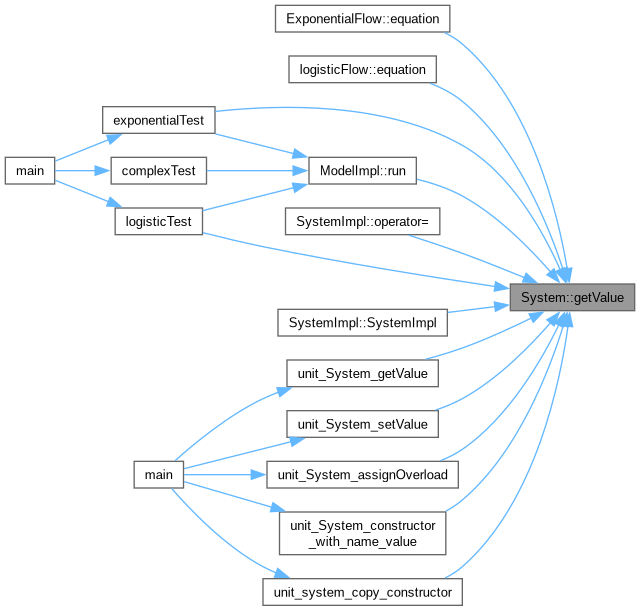 ExponentialFlow::equation
logisticFlow::equation
exponentialTest
main
complexTest
ModelImpl::run
logisticTest
SystemImpl::operator=
System::getValue
SystemImpl::SystemImpl
unit_System_getValue
unit_System_setValue
main
unit_System_assignOverload
unit_System_constructor
_with_name_value
unit_system_copy_constructor